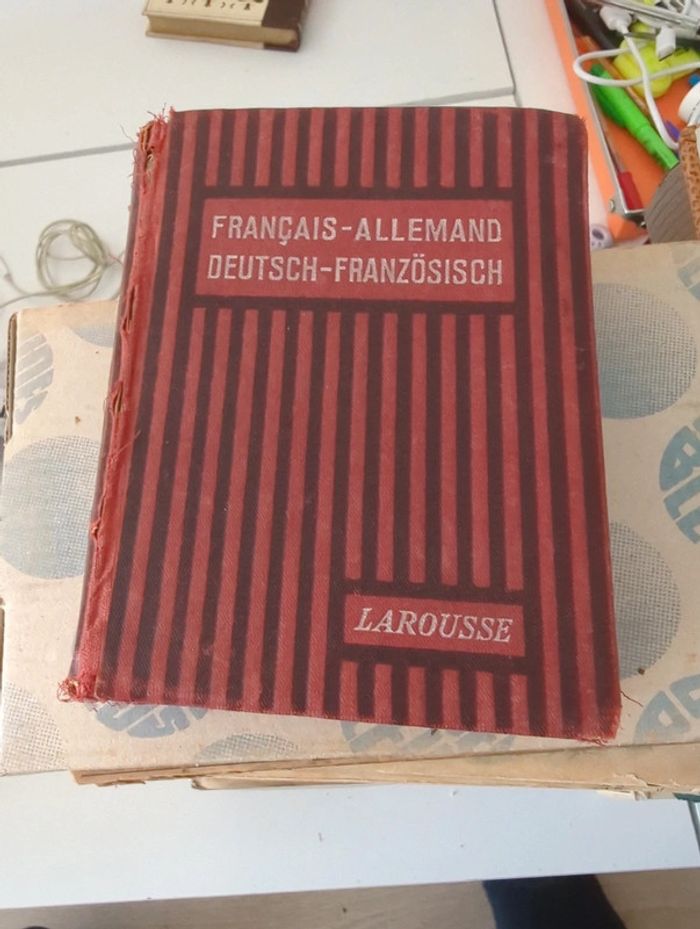 FRANÇAIS-ALLEMAND
DEUTSCH-FRANZÖSISCH
LAROUSSE